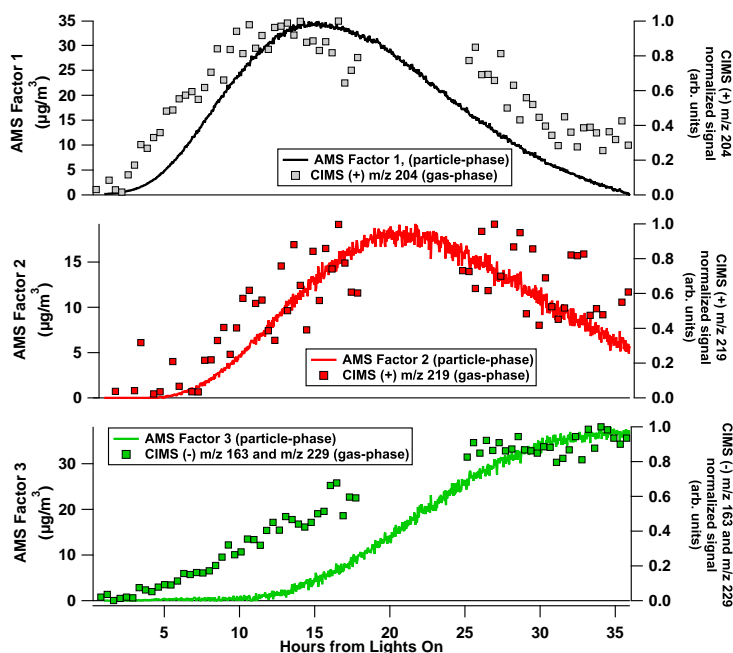 AMS Factor 1
(µg/m3)
35
30
25
20
15
10
5
0
1.0
0.8
0.6
0.4
0.2
0.0
CIMS (+) m/z 204
normalized signal
(arb. units)
AMS Factor 1, (particle-phase)
CIMS (+) m/z 204 (gas-phase)
AMS Factor 2
(µg/m3)
15
10
5
0
1.0
0.8
0.6
0.4
0.2
0.0
CIMS (+) m/z 219
normalized signal
(arb. units)
AMS Factor 2 (particle-phase)
CIMS (+) m/z 219 (gas-phase)
AMS Factor 3
(µg/m3)
30
20
10
0
1.0
0.8
0.6
0.4
0.2
0.0
CIMS (-) m/z 163 and m/z 229
normalized signal
(arb. units)
AMS Factor 3 (particle-phase)
CIMS (-) m/z 163 and m/z 229 (gas-phase)
5 10 15 20 25 30 35
Hours from Lights On